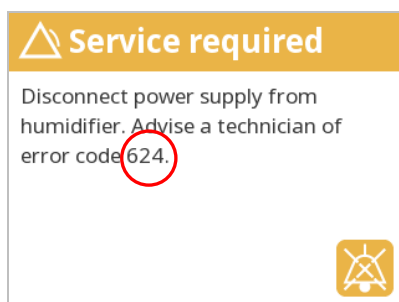 Service required
Disconnect power supply from
humidifier. Advise a technician of
error code 624.